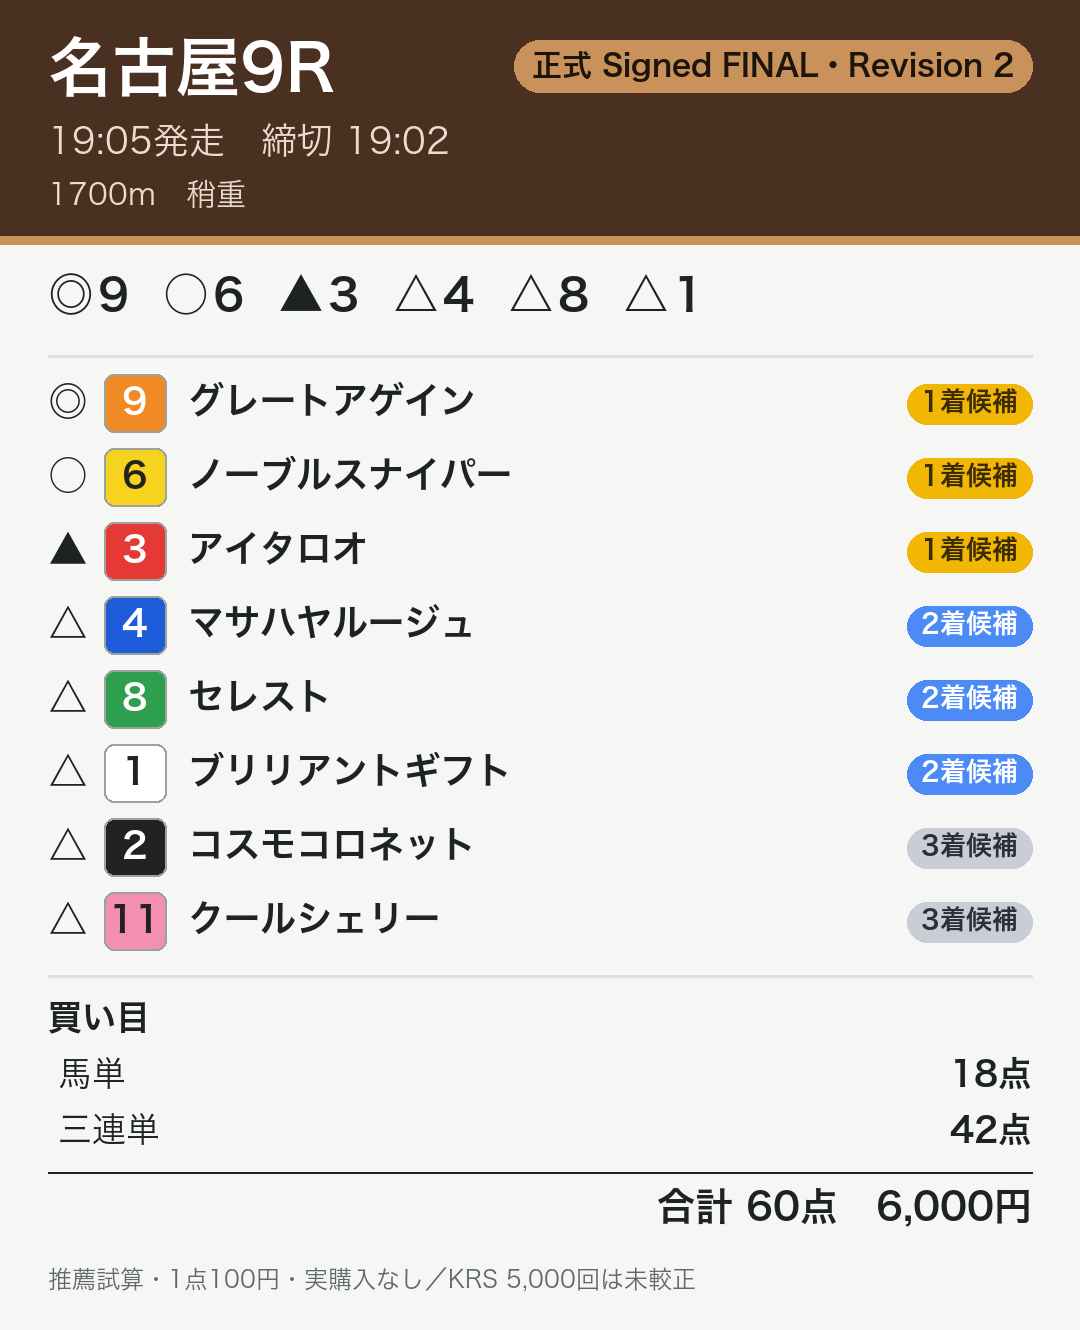 名古屋9R
正式 Signed FINAL・Revision 2
19:05発走　締切 19:02
1700m　稍重
◎9 ○6 ▲3 △4 △8 △1
◎ 9 グレートアゲイン 1着候補
○ 6 ノーブルスナイパー 1着候補
▲ 3 アイタロオ 1着候補
△ 4 マサハヤルージュ 2着候補
△ 8 セレスト 2着候補
△ 1 ブリリアントギフト 2着候補
△ 2 コスモコロネット 3着候補
△ 11 クールシェリー 3着候補
買い目
馬単 18点
三連単 42点
合計 60点　6,000円
推薦試算・1点100円・実購入なし／KRS 5,000回は未較正